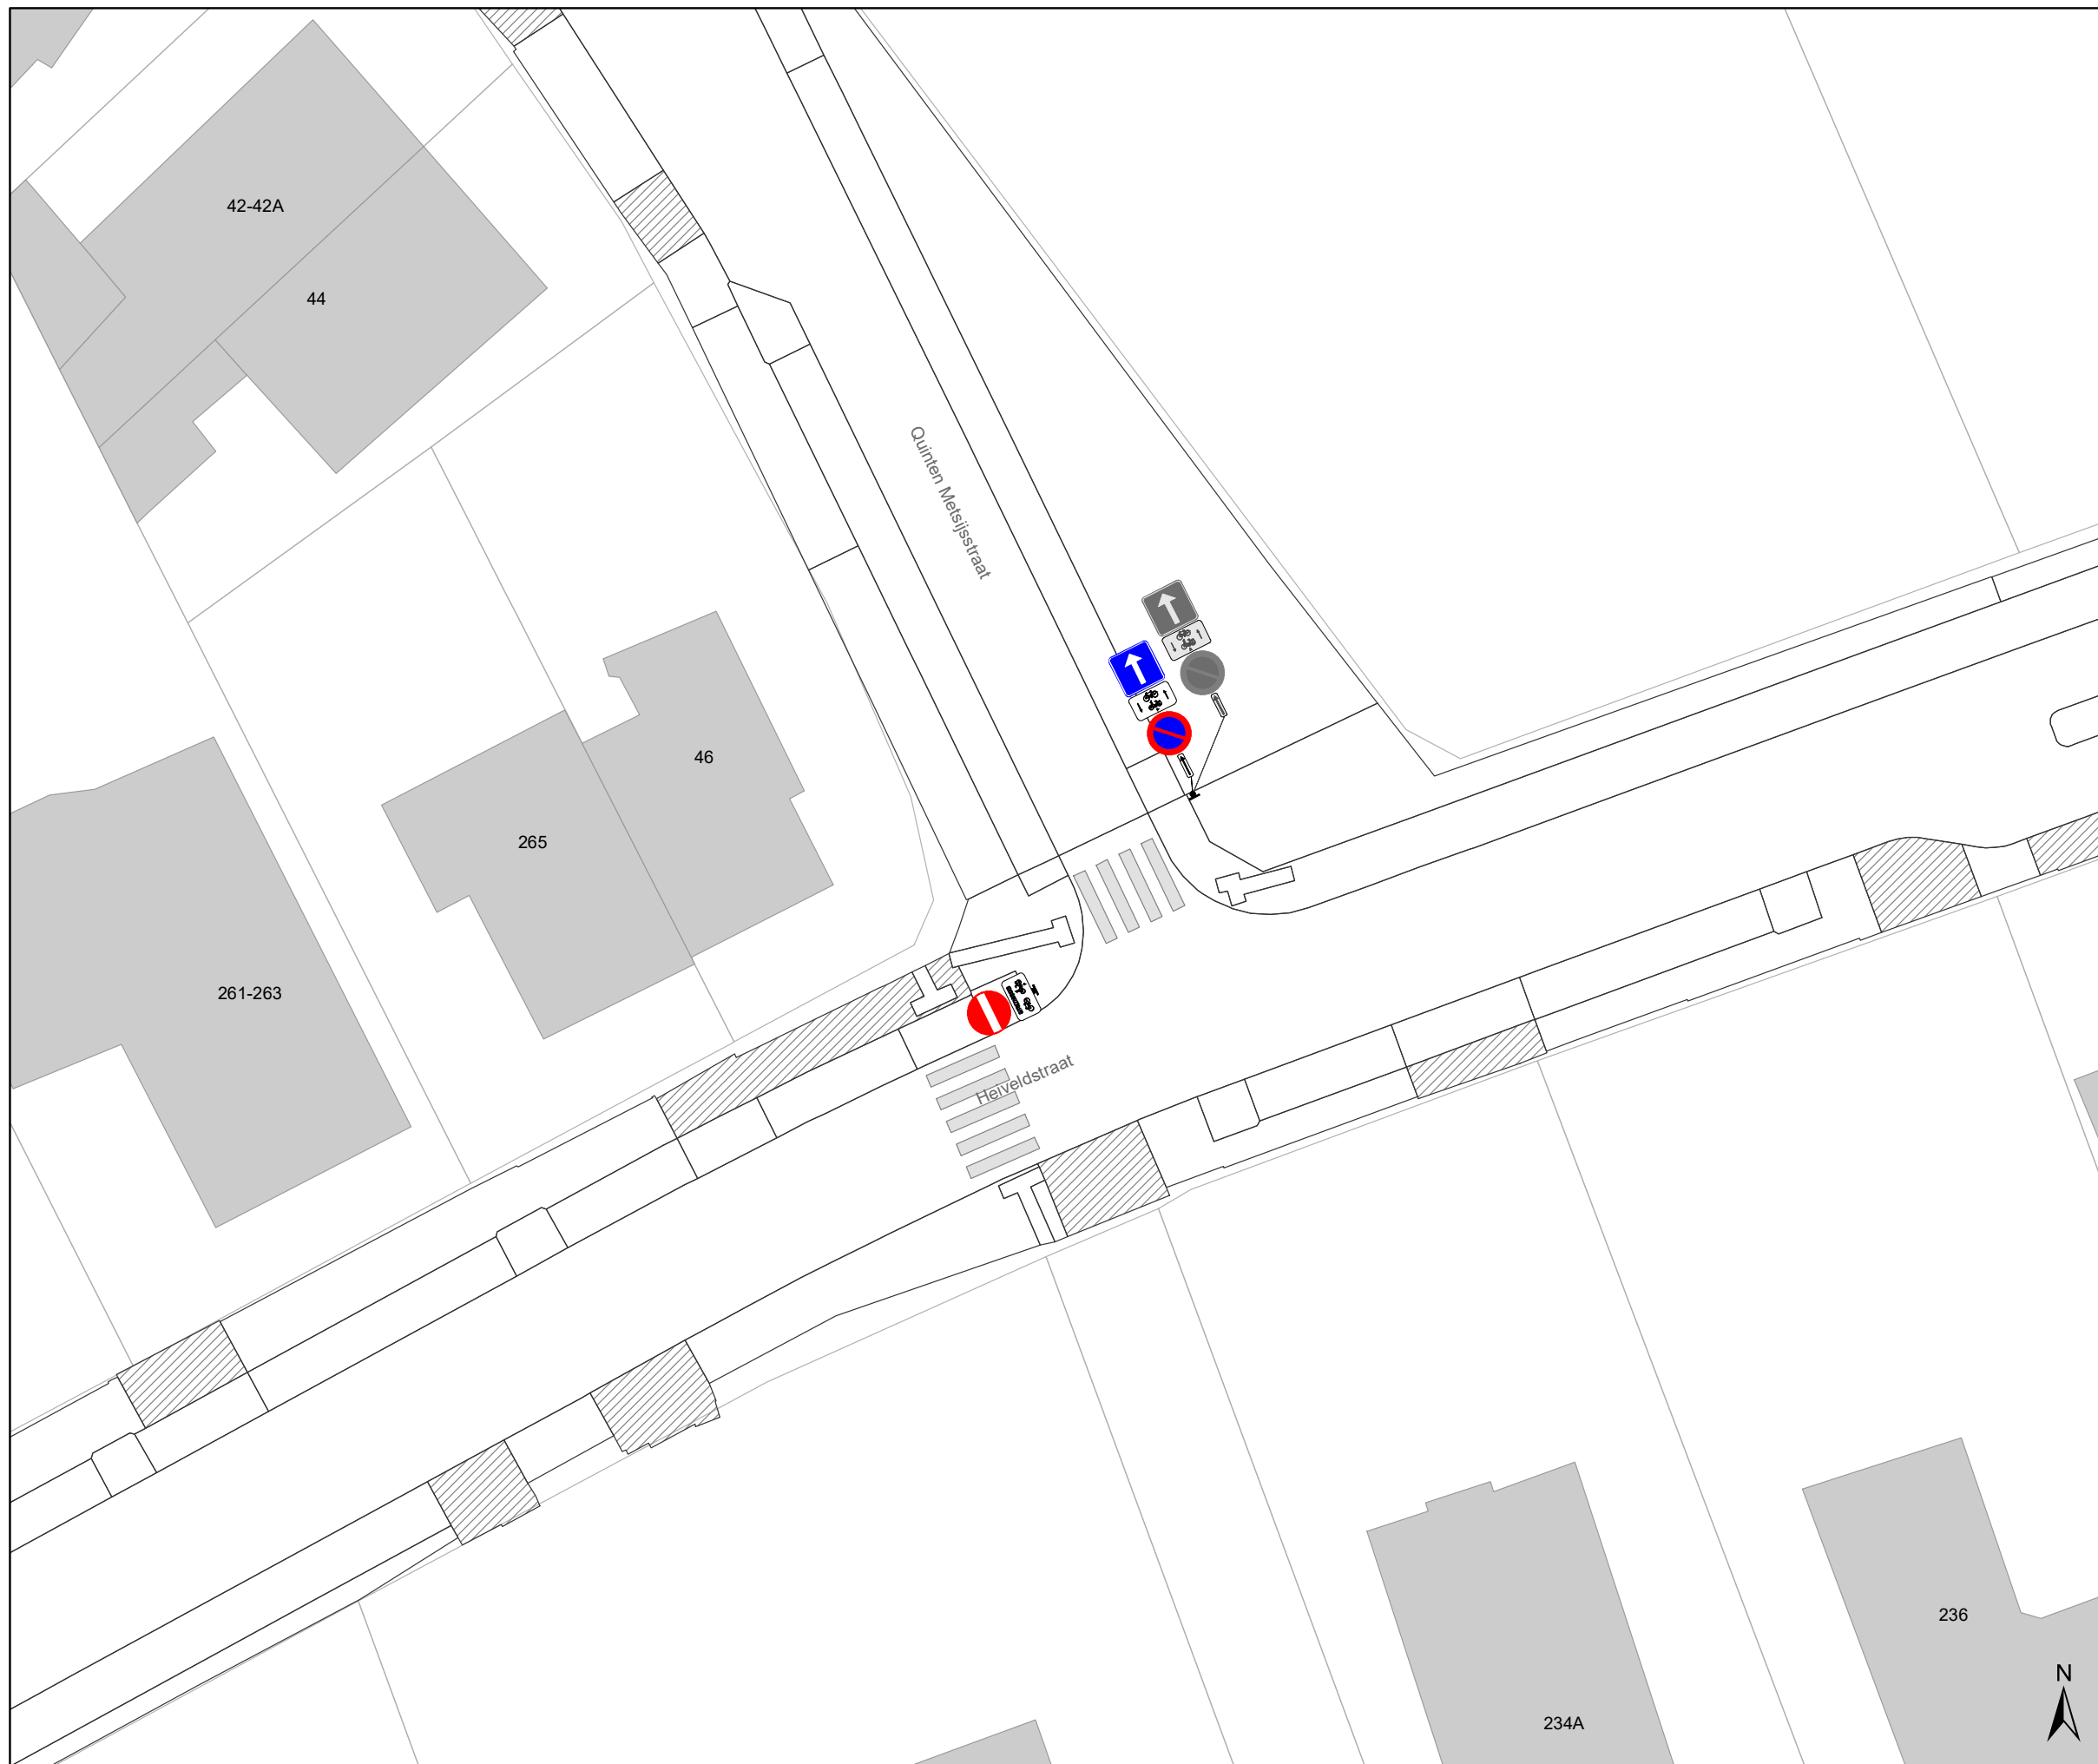 42-42A
44
Quinten Metsijsstraat
46
265
261-263
Heiveldstraat
236
N
234A